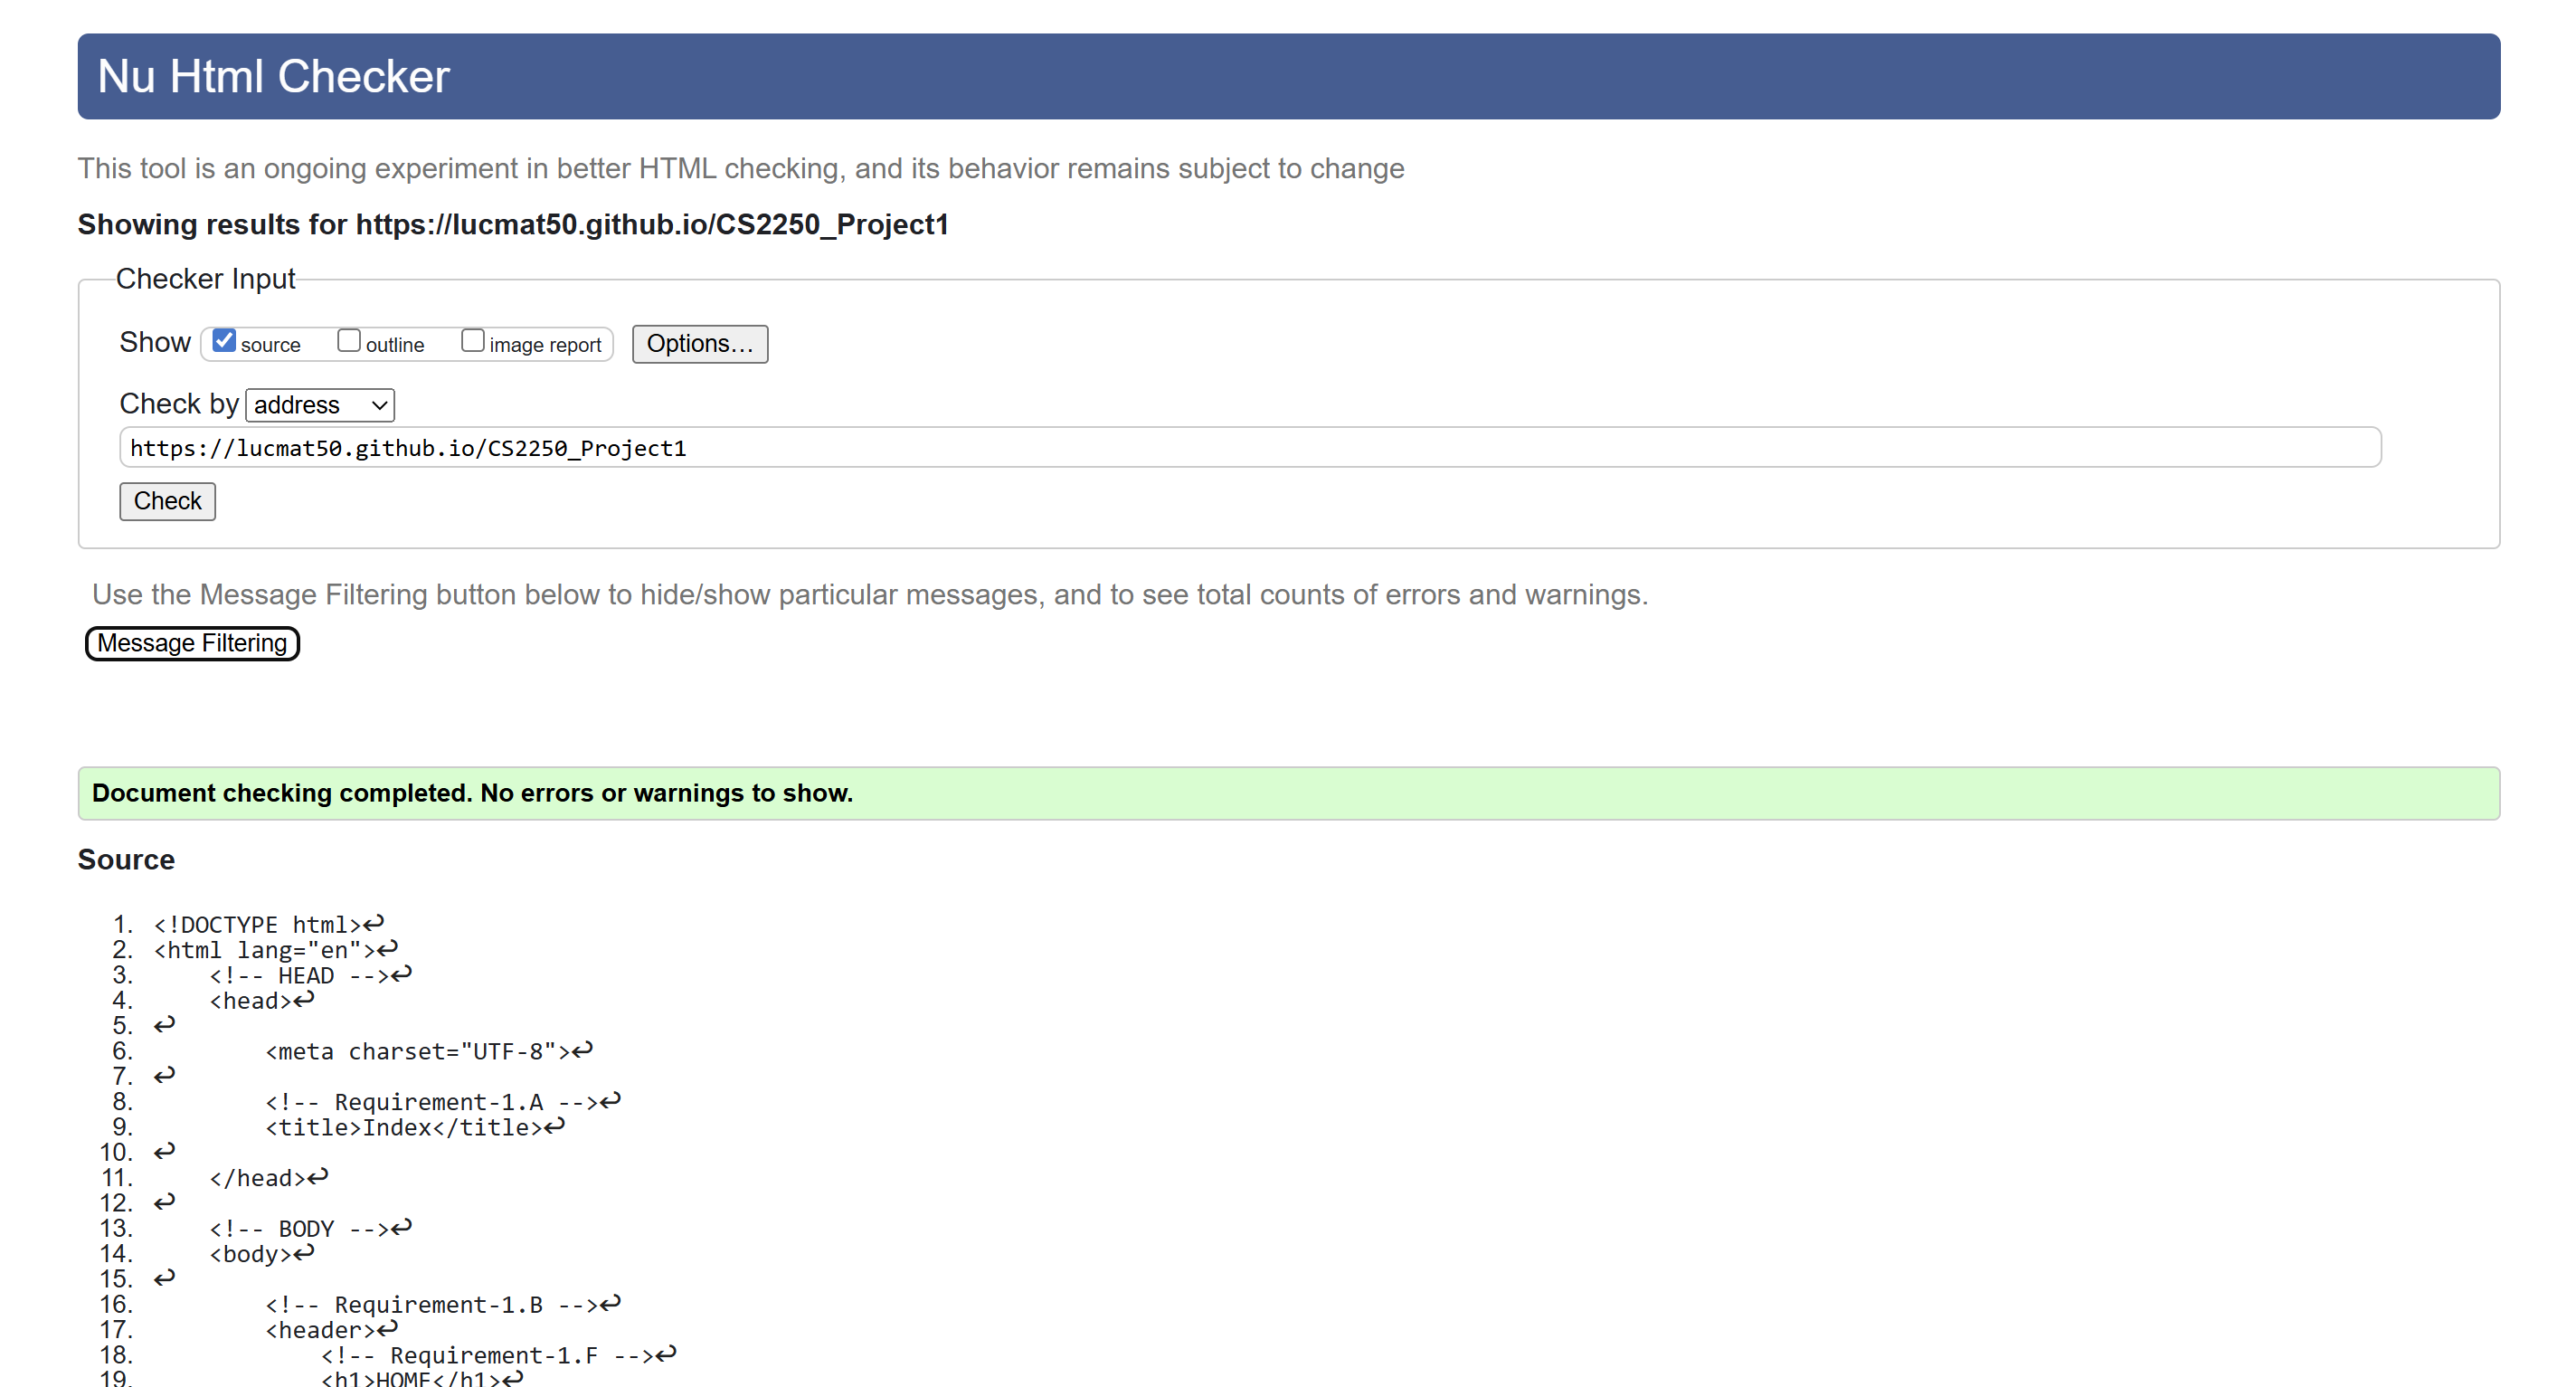 Nu Html Checker
This tool is an ongoing experiment in better HTML checking, and its behavior remains subject to change
Showing results for https://lucmat50.github.io/CS2250_Project1
Checker Input
Show source outline image report Options…
Check by address
https://lucmat50.github.io/CS2250_Project1
Check
Use the Message Filtering button below to hide/show particular messages, and to see total counts of errors and warnings.
Message Filtering
Document checking completed. No errors or warnings to show.
Source
1. <!DOCTYPE html>↩
2. <html lang="en">↩
3.     <!-- HEAD -->↩
4.     <head>↩
5. ↩
6.         <meta charset="UTF-8">↩
7. ↩
8.         <!-- Requirement-1.A -->↩
9.         <title>Index</title>↩
10. ↩
11.     </head>↩
12. ↩
13.     <!-- BODY -->↩
14.     <body>↩
15. ↩
16.         <!-- Requirement-1.B -->↩
17.         <header>↩
18.             <!-- Requirement-1.F -->↩
19.             <h1>HOME</h1>↩